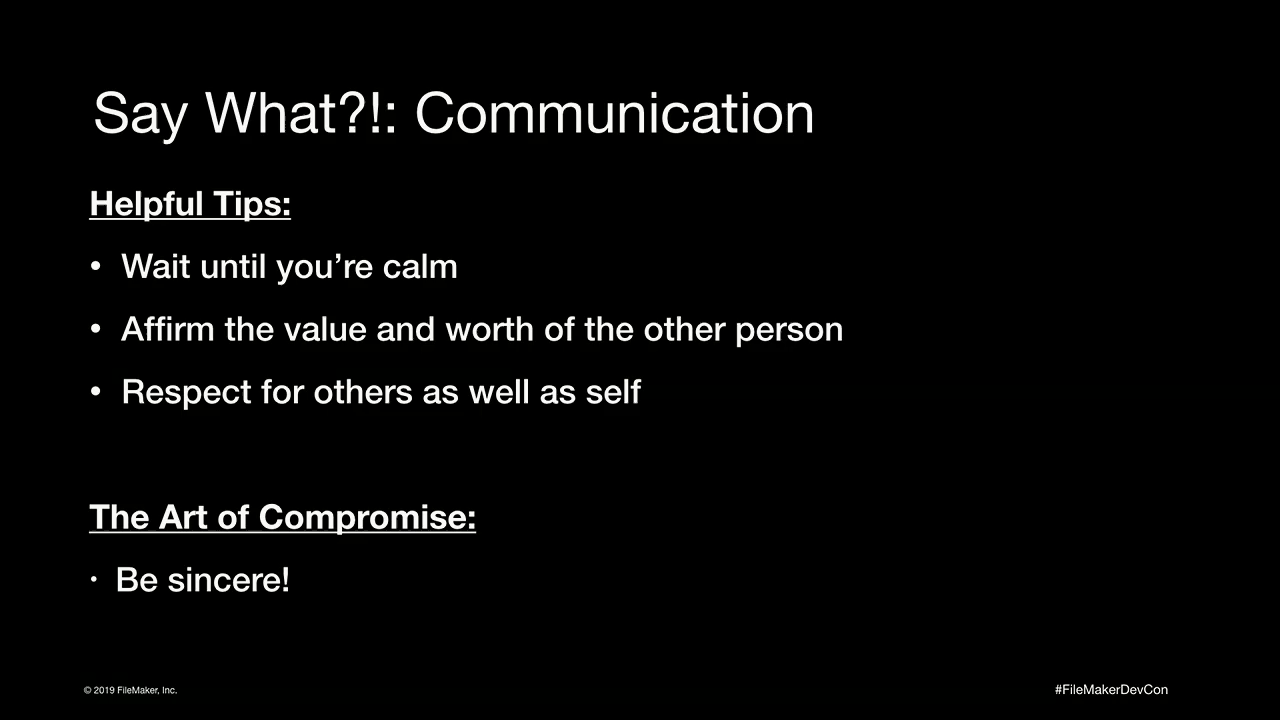 Say What?!: Communication
Helpful Tips:
• Wait until you’re calm
• Affirm the value and worth of the other person
• Respect for others as well as self
The Art of Compromise:
• Be sincere!
© 2019 FileMaker, Inc.
#FileMakerDevCon